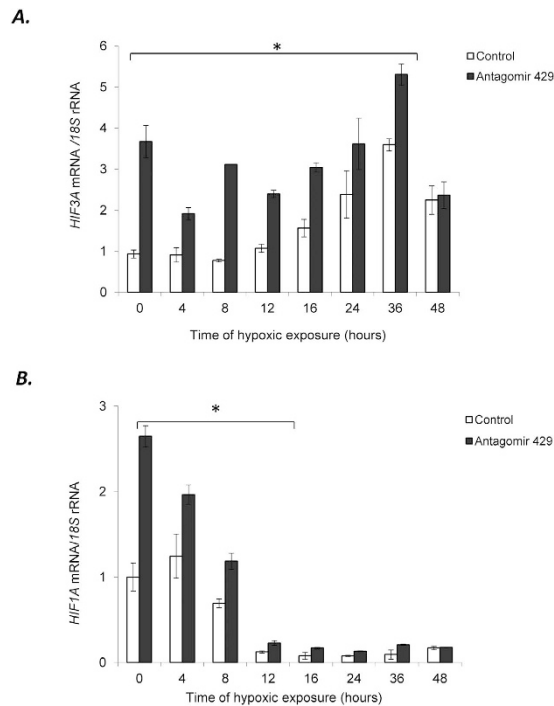 A.
*
Control
Antagomir 429
HIF3A mRNA /18S rRNA
6
5
4
3
2
1
0
0 4 8 12 16 24 36 48
Time of hypoxic exposure (hours)
B.
*
Control
Antagomir 429
HIF1A mRNA/18S rRNA
3
2
1
0
0 4 8 12 16 24 36 48
Time of hypoxic exposure (hours)